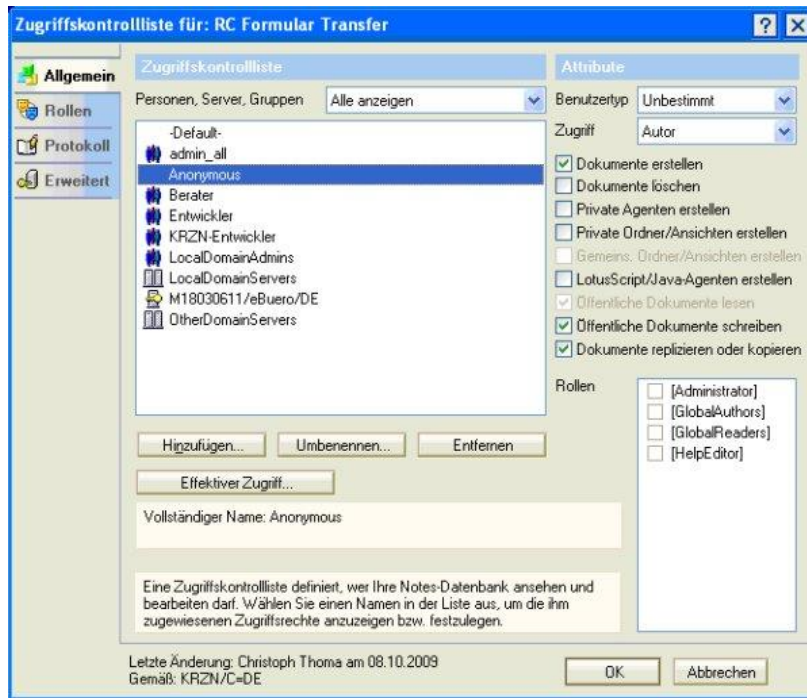 Zugriffskontrollliste für: RC Formular Transfer
Allgemein
Rollen
Protokoll
Erweitert
Zugriffskontrollliste
Personen, Server, Gruppen Alle anzeigen
-Default-
admin_all
Anonymous
Berater
Entwickler
KRZN-Entwickler
LocalDomainAdmins
LocalDomainServers
M18030611/eBuero/DE
OtherDomainServers
Hinzufügen... Umbenennen... Entfernen
Effektiver Zugriff...
Vollständiger Name: Anonymous
Eine Zugriffskontrollliste definiert, wer Ihre Notes-Datenbank ansehen und
bearbeiten darf. Wählen Sie einen Namen in der Liste aus, um die ihm
zugewiesenen Zugriffsrechte anzuzeigen bzw. festzulegen.
Attribute
Benutzertyp Unbestimmt
Zugriff Autor
Dokumente erstellen
Dokumente löschen
Private Agenten erstellen
Private Ordner/Ansichten erstellen
Gemeins. Ordner/Ansichten erstellen
LotusScript/Java-Agenten erstellen
Öffentliche Dokumente lesen
Öffentliche Dokumente schreiben
Dokumente replizieren oder kopieren
Rollen
[Administrator]
[GlobalAuthors]
[GlobalReaders]
[HelpEditor]
Letzte Änderung: Christoph Thoma am 08.10.2009
Gemäß: KRZN/C=DE
OK Abbrechen